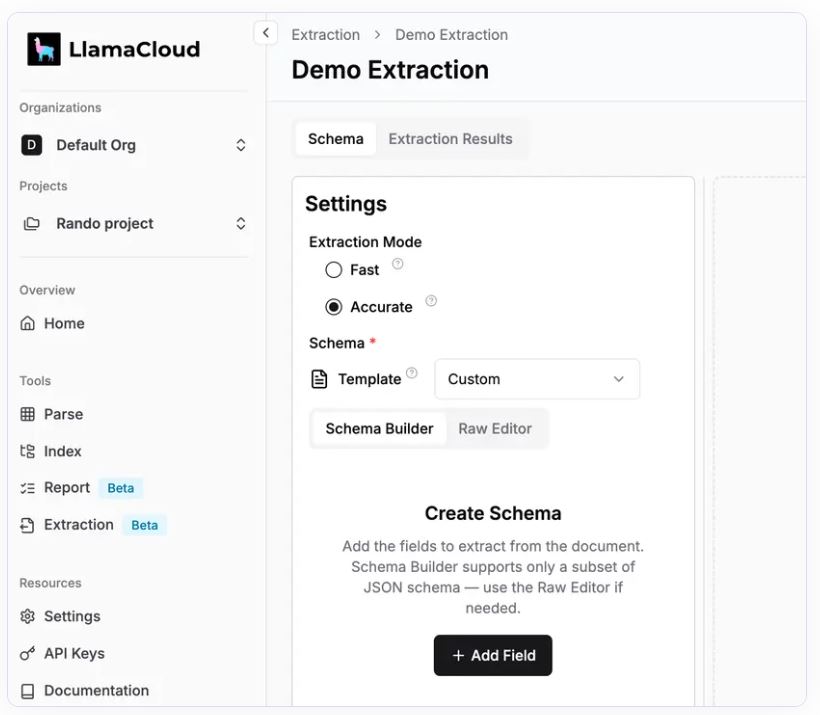 LlamaCloud
Organizations
D Default Org
Projects
Rando project
Overview
Home
Tools
Parse
Index
Report Beta
Extraction Beta
Resources
Settings
API Keys
Documentation
Extraction > Demo Extraction
Demo Extraction
Schema Extraction Results
Settings
Extraction Mode
Fast ?
Accurate ?
Schema *
Template ? Custom
Schema Builder Raw Editor
Create Schema
Add the fields to extract from the document.
Schema Builder supports only a subset of
JSON schema — use the Raw Editor if
needed.
+ Add Field